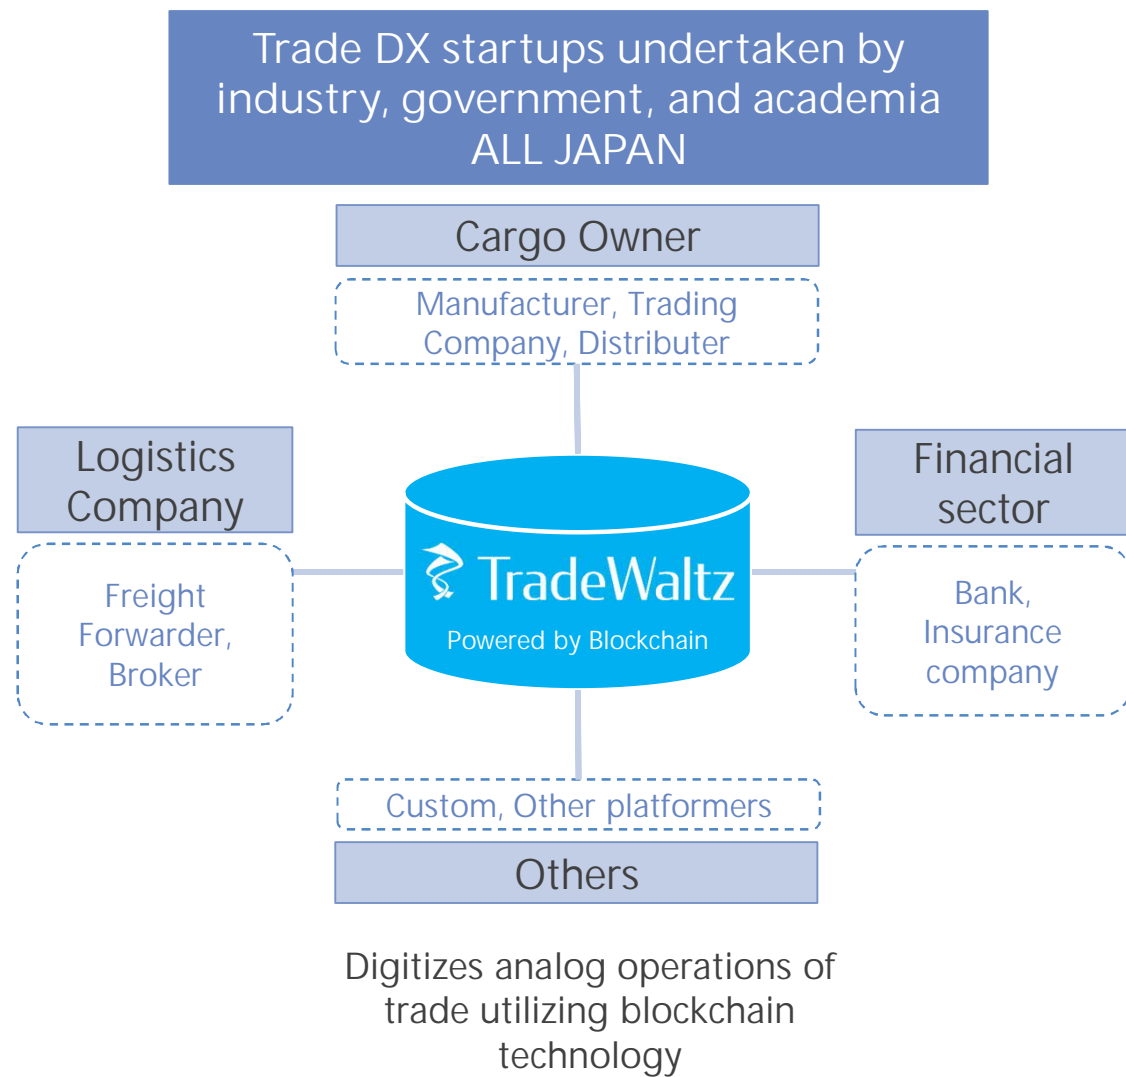 Trade DX startups undertaken by
industry, government, and academia
ALL JAPAN
Cargo Owner
Manufacturer, Trading
Company, Distributer
Logistics
Company
Freight
Forwarder,
Broker
TradeWaltz
Powered by Blockchain
Financial
sector
Bank,
Insurance
company
Custom, Other platformers
Others
Digitizes analog operations of
trade utilizing blockchain
technology